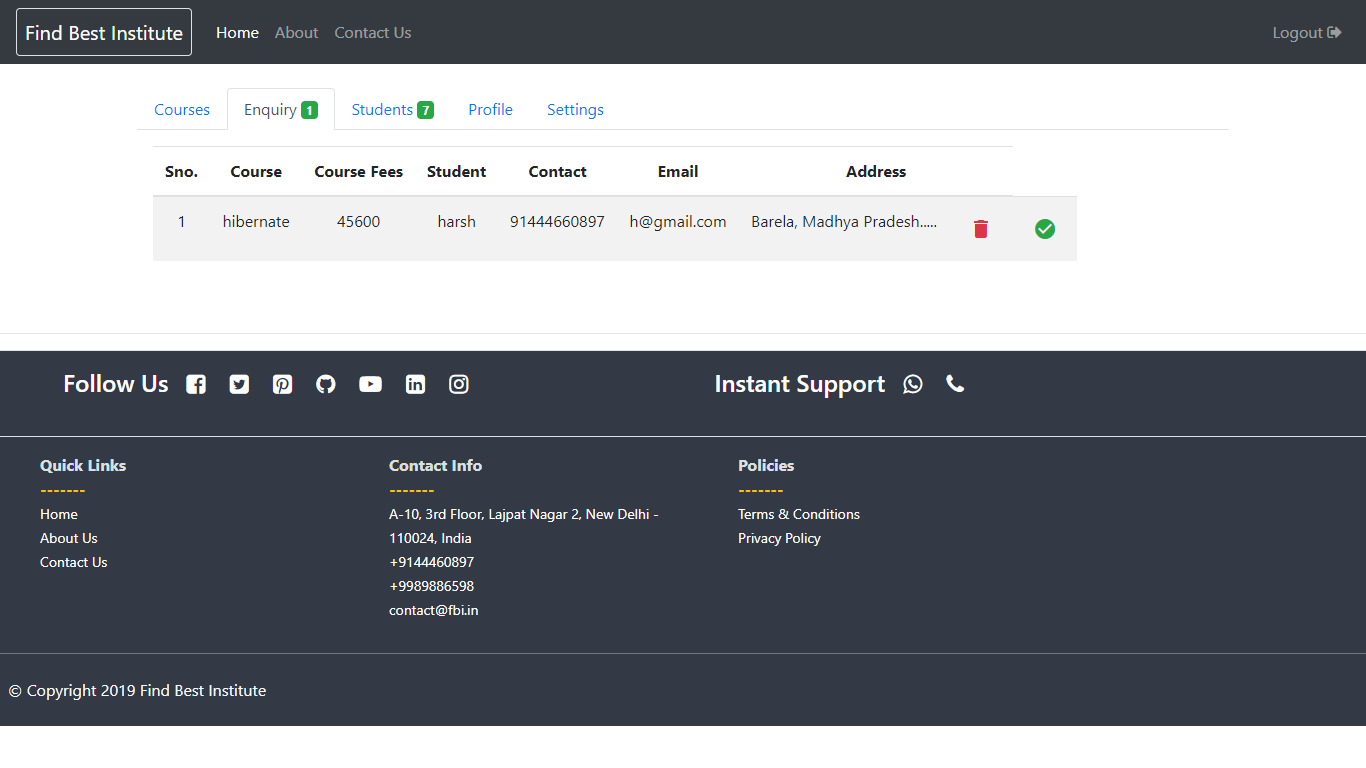 Find Best Institute Home About Contact Us Logout
Courses Enquiry 1 Students 7 Profile Settings
Sno. Course Course Fees Student Contact Email Address
1 hibernate 45600 harsh 91444660897 h@gmail.com Barela, Madhya Pradesh.....
Follow Us Instant Support
Quick Links
-------
Home
About Us
Contact Us
Contact Info
-------
A-10, 3rd Floor, Lajpat Nagar 2, New Delhi -
110024, India
+9144460897
+9989886598
contact@fbi.in
Policies
-------
Terms & Conditions
Privacy Policy
© Copyright 2019 Find Best Institute